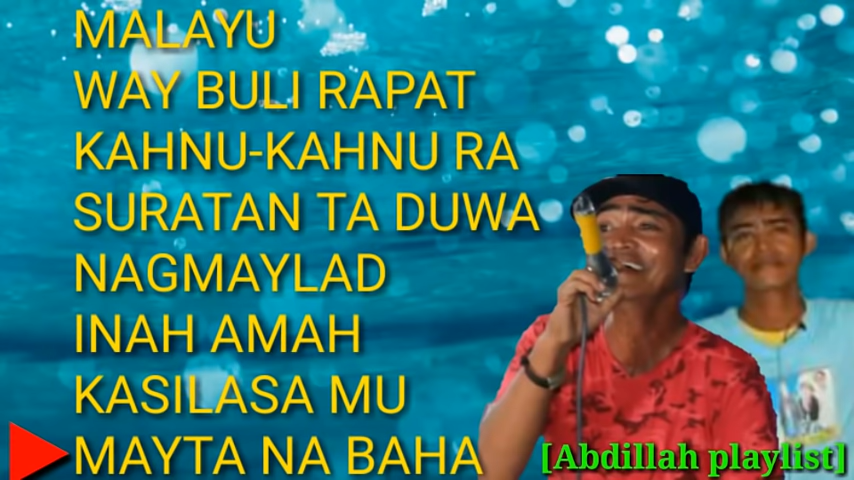 MALAYU
WAY BULI RAPAT
KAHNU-KAHNU RA
SURATAN TA DUWA
NAGMAYLAD
INAH AMAH
KASILASA MU
MAYTA NA BAHA
[Abdillah playlist]